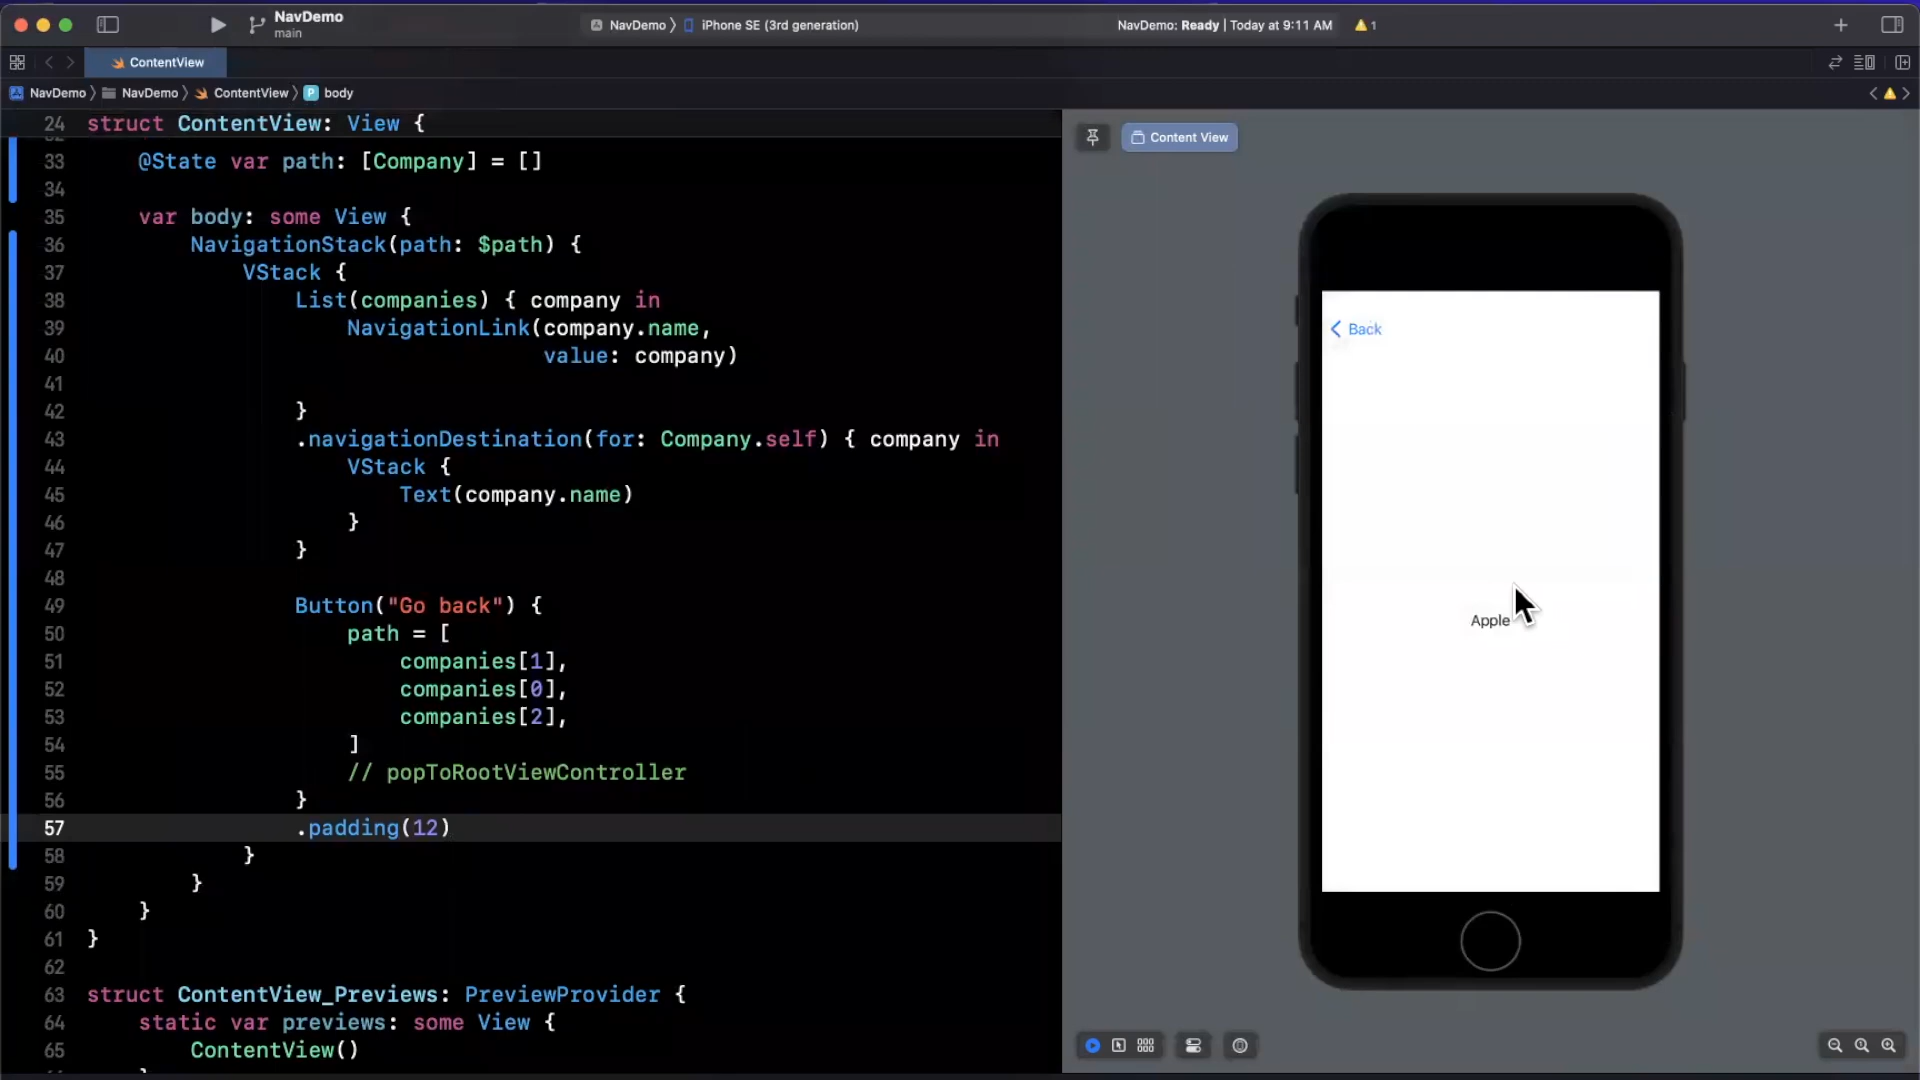 NavDemo
main
NavDemo 〉 iPhone SE (3rd generation)
NavDemo: Ready | Today at 9:11 AM
1
ContentView
NavDemo 〉 NavDemo 〉 ContentView 〉 P body
24 struct ContentView: View {
33 @State var path: [Company] = []
34
35 var body: some View {
36 NavigationStack(path: $path) {
37 VStack {
38 List(companies) { company in
39 NavigationLink(company.name,
40 value: company)
41
42 }
43 .navigationDestination(for: Company.self) { company in
44 VStack {
45 Text(company.name)
46 }
47 }
48
49 Button("Go back") {
50 path = [
51 companies[1],
52 companies[0],
53 companies[2],
54 ]
55 // popToRootViewController
56 }
57 .padding(12)
58 }
59 }
60 }
61 }
62
63 struct ContentView_Previews: PreviewProvider {
64 static var previews: some View {
65 ContentView()
Content View
Back
Apple